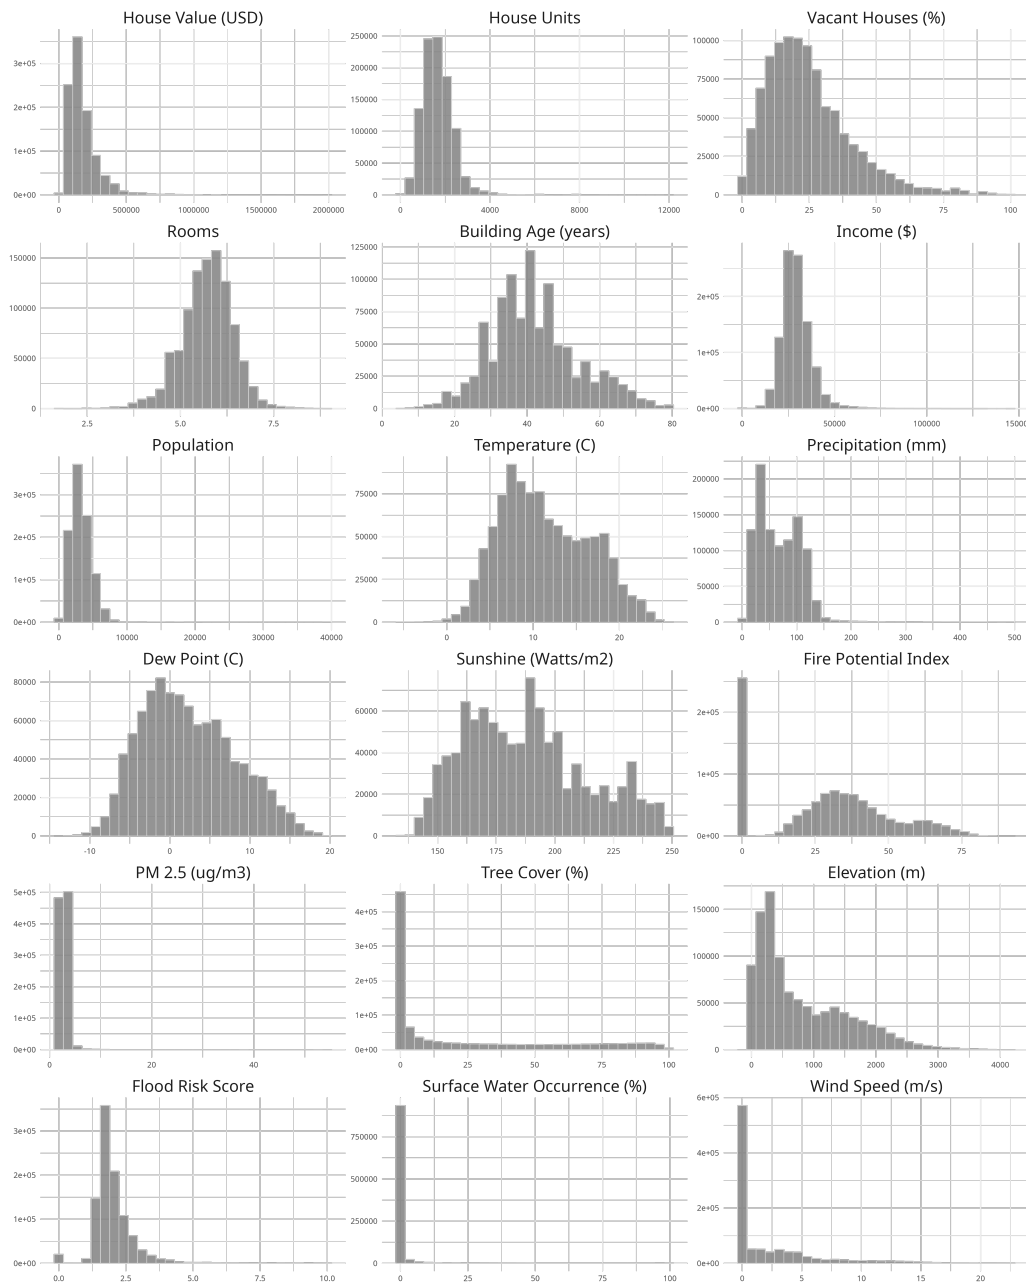 House Value (USD)
3e+05
2e+05
1e+05
0e+00
0 500000 1000000 1500000 2000000
House Units
250000
200000
150000
100000
50000
0
0 4000 8000 12000
Vacant Houses (%)
100000
75000
50000
25000
0
0 25 50 75 100
Rooms
150000
100000
50000
0
2.5 5.0 7.5
Building Age (years)
125000
100000
75000
50000
25000
0
0 20 40 60 80
Income ($)
2e+05
1e+05
0e+00
0 50000 100000 15000
Population
3e+05
2e+05
1e+05
0e+00
0 10000 20000 30000 40000
Temperature (C)
75000
50000
25000
0
0 10 20
Precipitation (mm)
200000
150000
100000
50000
0
0 100 200 300 400 500
Dew Point (C)
80000
60000
40000
20000
0
-10 0 10 20
Sunshine (Watts/m2)
60000
40000
20000
0
150 175 200 225 250
Fire Potential Index
2e+05
1e+05
0e+00
0 25 50 75
PM 2.5 (ug/m3)
5e+05
4e+05
3e+05
2e+05
1e+05
0e+00
0 20 40
Tree Cover (%)
4e+05
3e+05
2e+05
1e+05
0e+00
0 25 50 75 100
Elevation (m)
150000
100000
50000
0
0 1000 2000 3000 4000
Flood Risk Score
3e+05
2e+05
1e+05
0e+00
0.0 2.5 5.0 7.5 10.0
Surface Water Occurrence (%)
750000
500000
250000
0
0 25 50 75 100
Wind Speed (m/s)
6e+05
4e+05
2e+05
0e+00
0 5 10 15 20